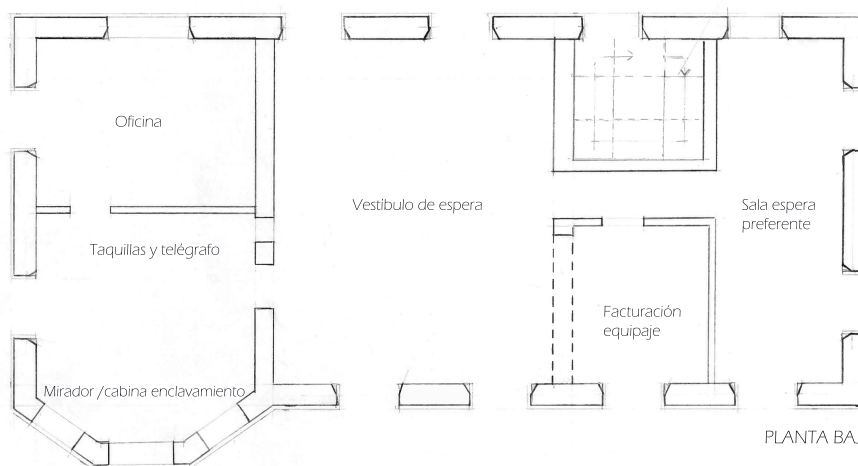 Oficina
Vestíbulo de espera
Sala espera
preferente
Taquillas y telégrafo
Facturación
equipaje
Mirador /cabina enclavamiento
PLANTA BA